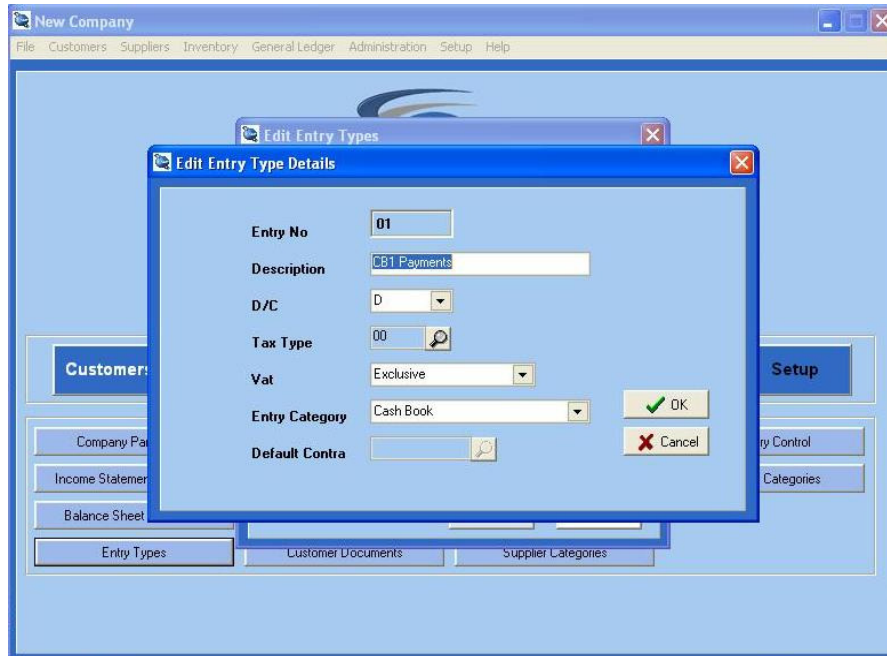 New Company
File Customers Suppliers Inventory General Ledger Administration Setup Help
Edit Entry Types
Edit Entry Type Details
Entry No 01
Description CB1 Payments
D/C D
Tax Type 00
Vat Exclusive
Entry Category Cash Book
Default Contra
OK
Cancel
Customers
Setup
Company Pa
ry Control
Income Statemen
Categories
Balance Sheet
Entry Types
Customer Documents
Supplier Categories